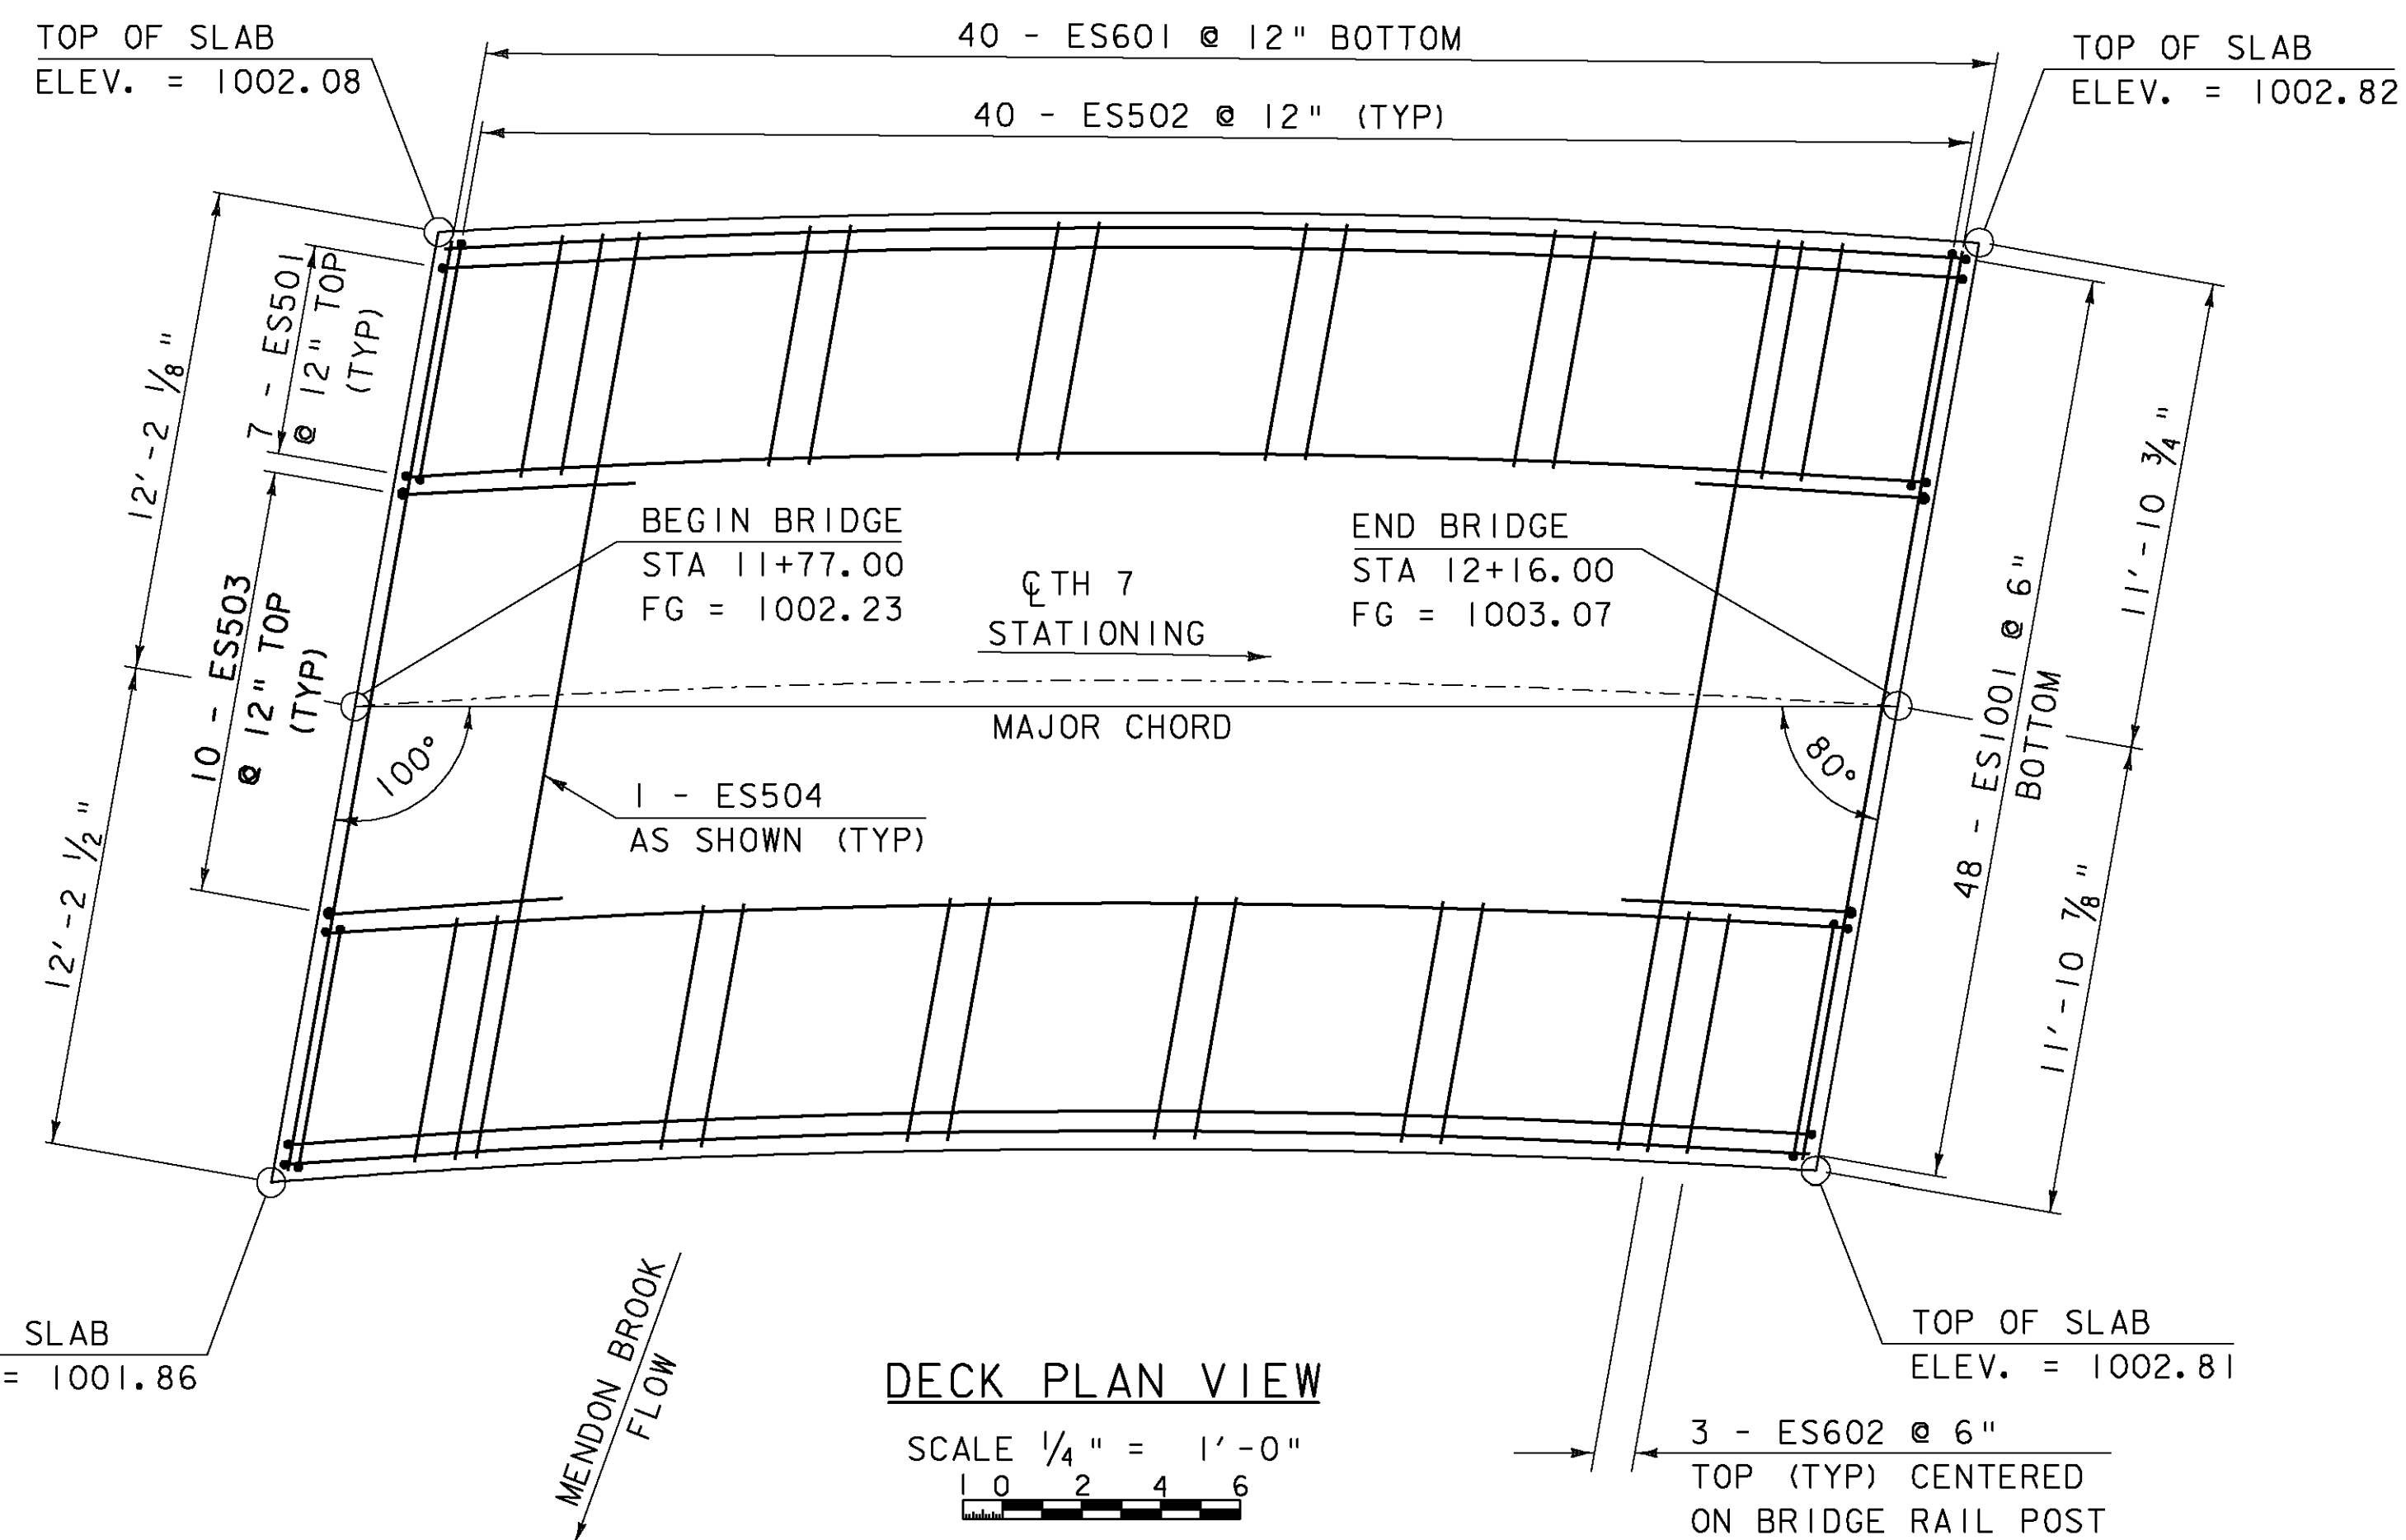 TOP OF SLAB
ELEV. = 1002.08
40 - ES601 @ 12" BOTTOM
40 - ES502 @ 12" (TYP)
TOP OF SLAB
ELEV. = 1002.82
12'-2 1/8"
7 - ES501
@ 12" TOP
(TYP)
10 - ES503
@ 12" TOP
(TYP)
12'-2 1/2"
BEGIN BRIDGE
STA 11+77.00
FG = 1002.23
℄ TH 7
STATIONING
END BRIDGE
STA 12+16.00
FG = 1003.07
MAJOR CHORD
100°
80°
1 - ES504
AS SHOWN (TYP)
48 - ES1001 @ 6"
BOTTOM
11'-10 3/4"
11'-10 7/8"
SLAB
= 1001.86
MENDON BROOK
FLOW
DECK PLAN VIEW
SCALE 1/4" = 1'-0"
1 0 2 4 6
TOP OF SLAB
ELEV. = 1002.81
3 - ES602 @ 6"
TOP (TYP) CENTERED
ON BRIDGE RAIL POST